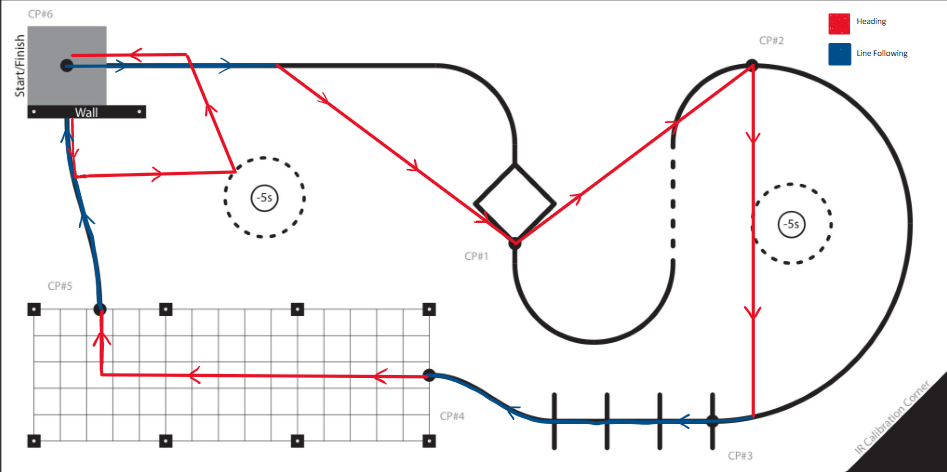 CP#6
Heading
Line Following
CP#2
Start/Finish
Wall
-5s
-5s
CP#1
CP#5
CP#4
CP#3
IR Calibration Corner